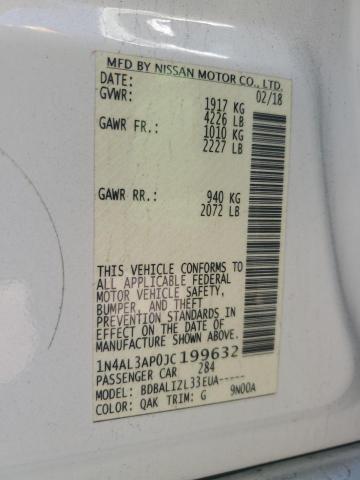 MFD BY NISSAN MOTOR CO., LTD.
DATE: 02/18
GVWR: 1917 KG
4226 LB
GAWR FR.: 1010 KG
2227 LB
GAWR RR.: 940 KG
2072 LB
THIS VEHICLE CONFORMS TO
ALL APPLICABLE FEDERAL
MOTOR VEHICLE SAFETY,
BUMPER, AND THEFT
PREVENTION STANDARDS IN
EFFECT ON THE DATE OF
MANUFACTURE SHOWN ABOVE.
1N4AL3AP0JC199632
PASSENGER CAR 284
MODEL: BDBALIZL33EUA-----
COLOR: QAK TRIM: G 9N00A